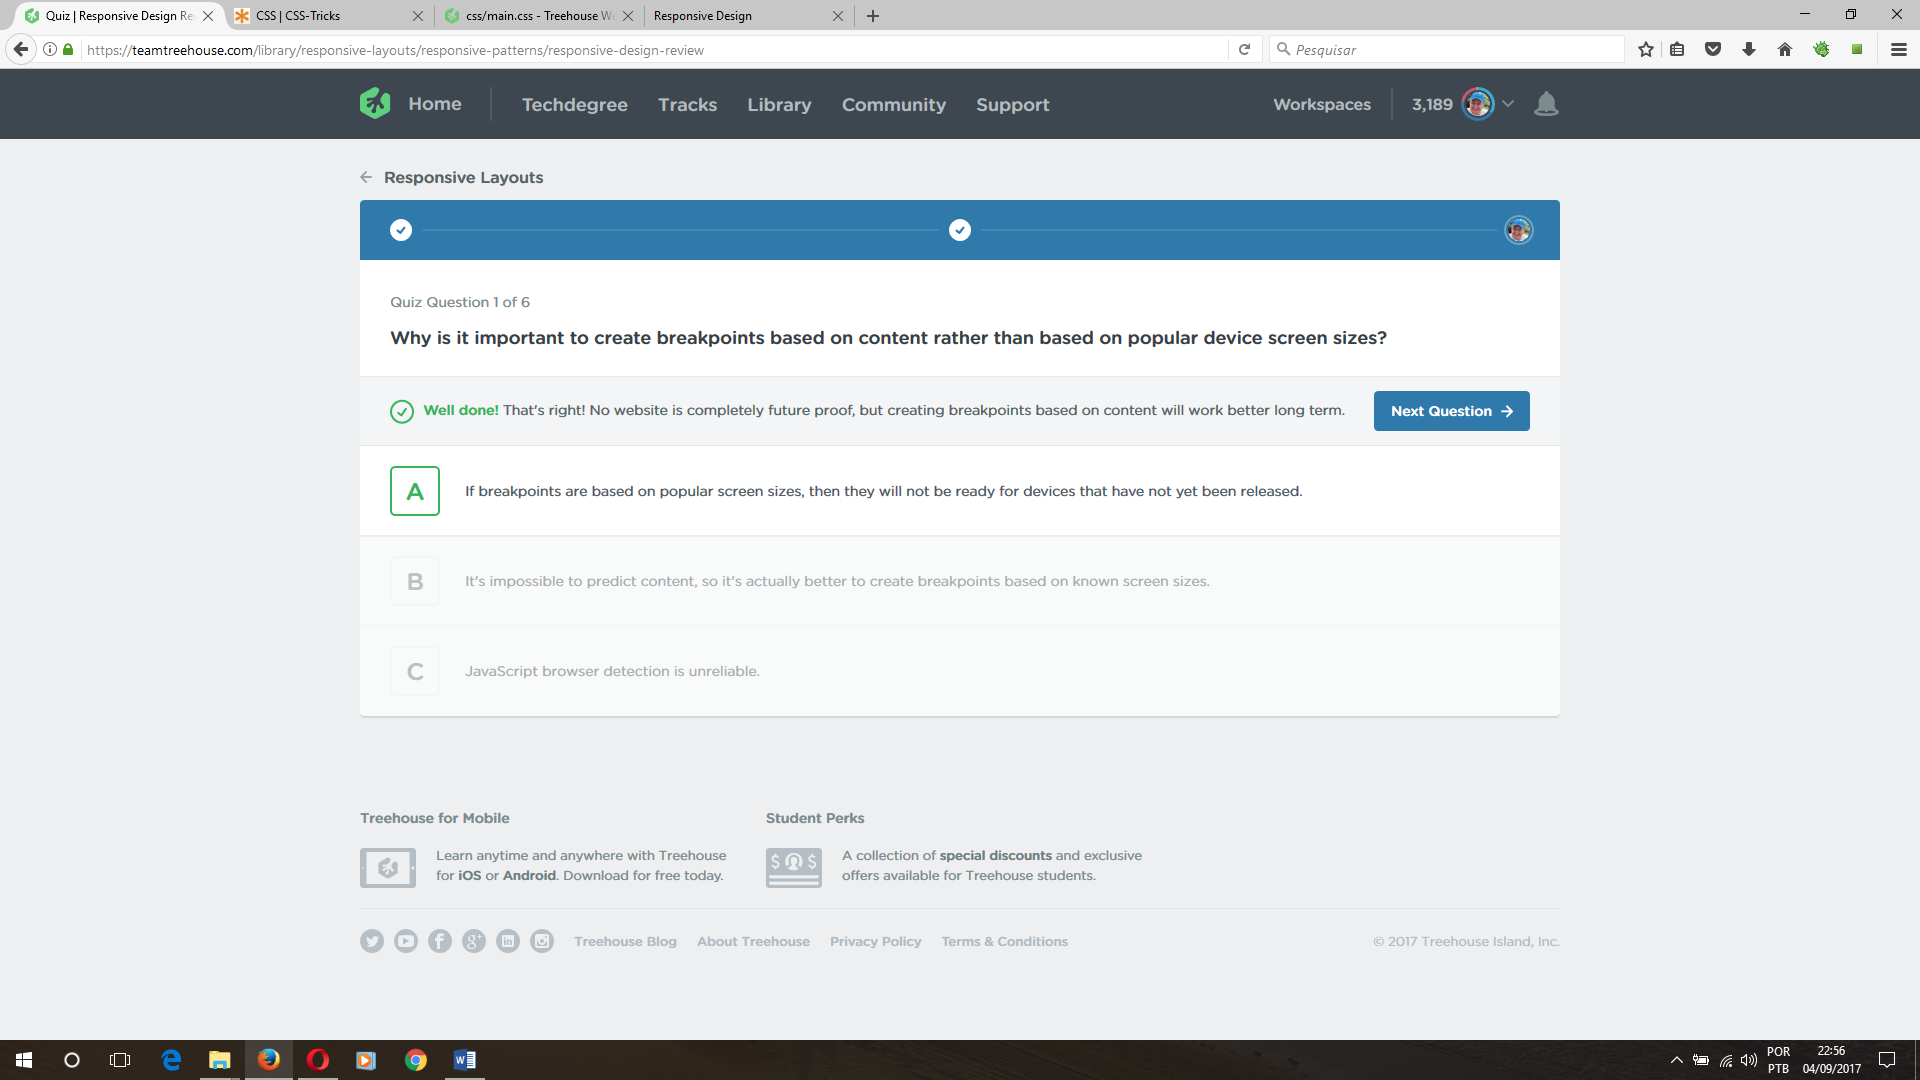 Quiz | Responsive Design Re
CSS | CSS-Tricks
css/main.css - Treehouse W
Responsive Design
https://teamtreehouse.com/library/responsive-layouts/responsive-patterns/responsive-design-review
Pesquisar
Home
Techdegree
Tracks
Library
Community
Support
Workspaces
3,189
Responsive Layouts
Quiz Question 1 of 6
Why is it important to create breakpoints based on content rather than based on popular device screen sizes?
Well done! That's right! No website is completely future proof, but creating breakpoints based on content will work better long term.
Next Question
A
If breakpoints are based on popular screen sizes, then they will not be ready for devices that have not yet been released.
B
It's impossible to predict content, so it's actually better to create breakpoints based on known screen sizes.
C
JavaScript browser detection is unreliable.
Treehouse for Mobile
Learn anytime and anywhere with Treehouse
for iOS or Android. Download for free today.
Student Perks
A collection of special discounts and exclusive
offers available for Treehouse students.
Treehouse Blog
About Treehouse
Privacy Policy
Terms & Conditions
© 2017 Treehouse Island, Inc.
POR
PTB
22:56
04/09/2017